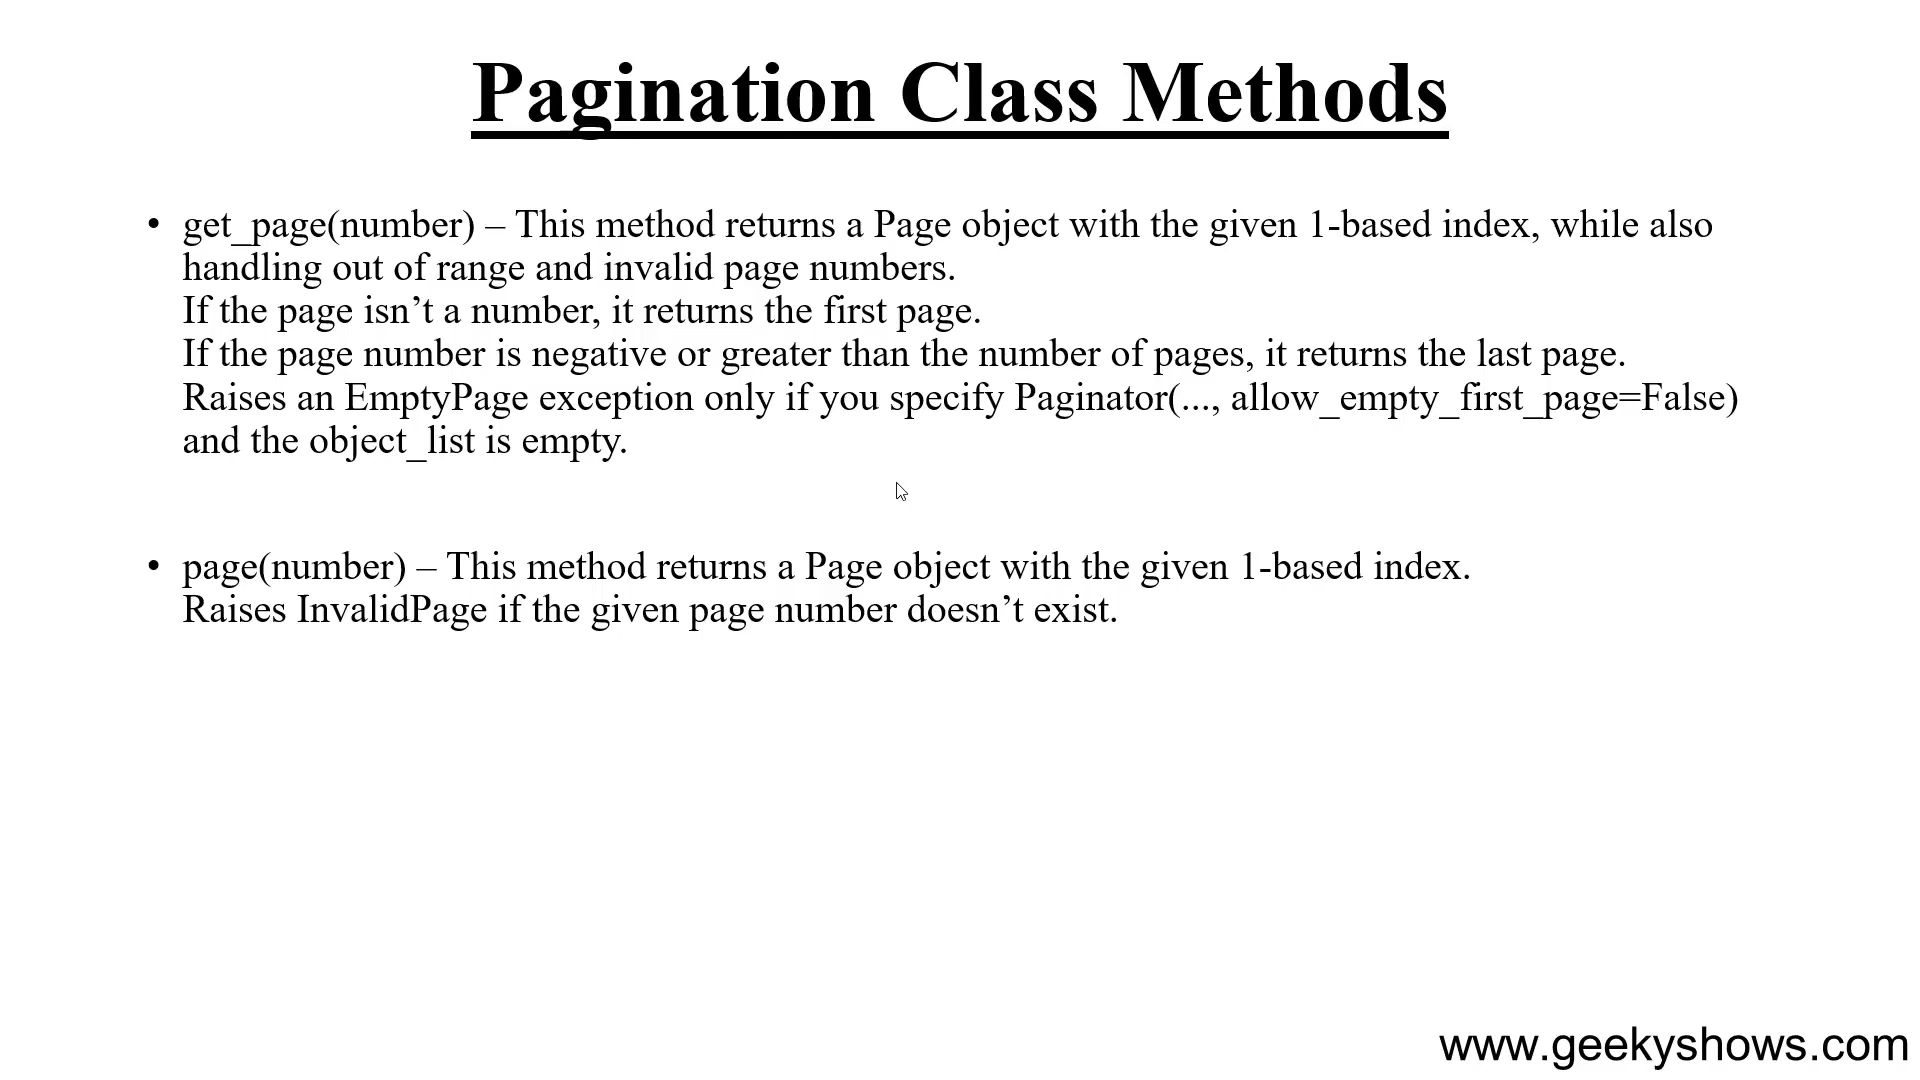 Pagination Class Methods
• get_page(number) – This method returns a Page object with the given 1-based index, while also
handling out of range and invalid page numbers.
If the page isn’t a number, it returns the first page.
If the page number is negative or greater than the number of pages, it returns the last page.
Raises an EmptyPage exception only if you specify Paginator(..., allow_empty_first_page=False)
and the object_list is empty.
• page(number) – This method returns a Page object with the given 1-based index.
Raises InvalidPage if the given page number doesn’t exist.
www.geekyshows.com